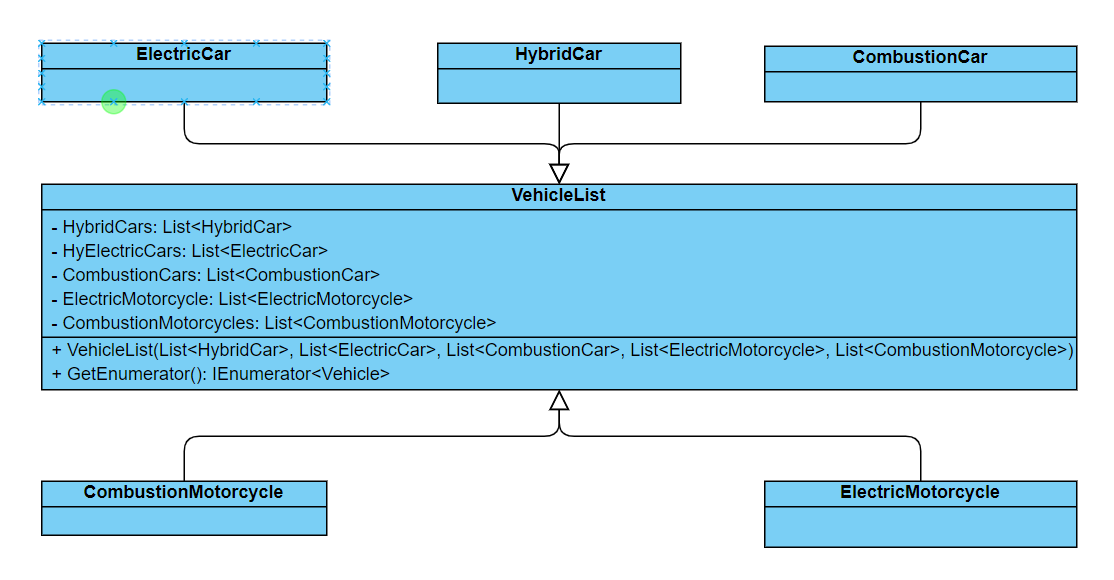 ElectricCar
HybridCar
CombustionCar
VehicleList
- HybridCars: List<HybridCar>
- HyElectricCars: List<ElectricCar>
- CombustionCars: List<CombustionCar>
- ElectricMotorcycle: List<ElectricMotorcycle>
- CombustionMotorcycles: List<CombustionMotorcycle>
+ VehicleList(List<HybridCar>, List<ElectricCar>, List<CombustionCar>, List<ElectricMotorcycle>, List<CombustionMotorcycle>)
+ GetEnumerator(): IEnumerator<Vehicle>
CombustionMotorcycle
ElectricMotorcycle